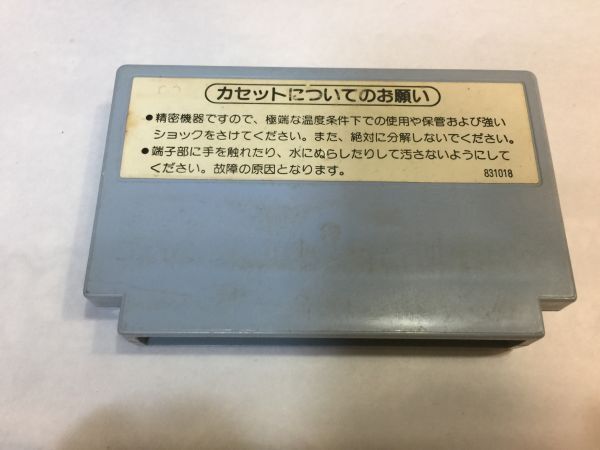 カセットについてのお願い
●精密機器ですので、極端な温度条件下での使用や保管および強い
ショックをさけてください。また、絶対に分解しないでください。
●端子部に手を触れたり、水にぬらしたりして汚さないようにして
ください。故障の原因となります。
831018